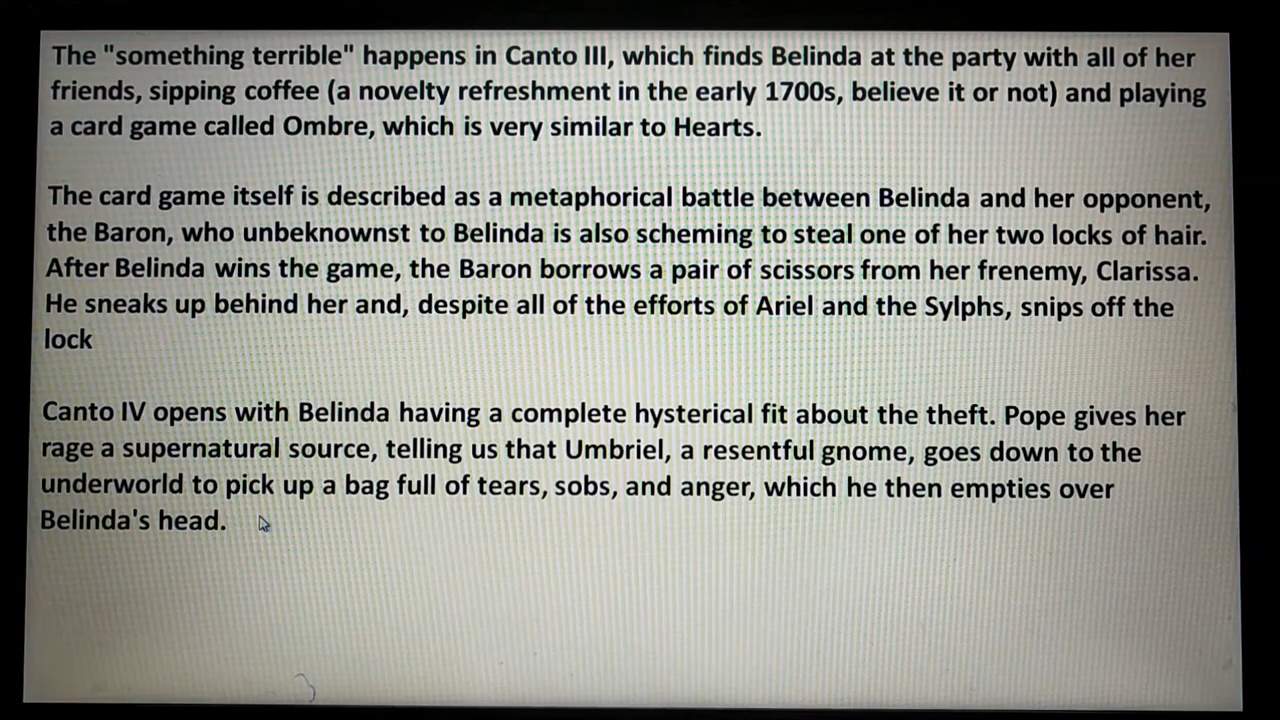 The "something terrible" happens in Canto III, which finds Belinda at the party with all of her
friends, sipping coffee (a novelty refreshment in the early 1700s, believe it or not) and playing
a card game called Ombre, which is very similar to Hearts.
The card game itself is described as a metaphorical battle between Belinda and her opponent,
the Baron, who unbeknownst to Belinda is also scheming to steal one of her two locks of hair.
After Belinda wins the game, the Baron borrows a pair of scissors from her frenemy, Clarissa.
He sneaks up behind her and, despite all of the efforts of Ariel and the Sylphs, snips off the
lock
Canto IV opens with Belinda having a complete hysterical fit about the theft. Pope gives her
rage a supernatural source, telling us that Umbriel, a resentful gnome, goes down to the
underworld to pick up a bag full of tears, sobs, and anger, which he then empties over
Belinda's head.